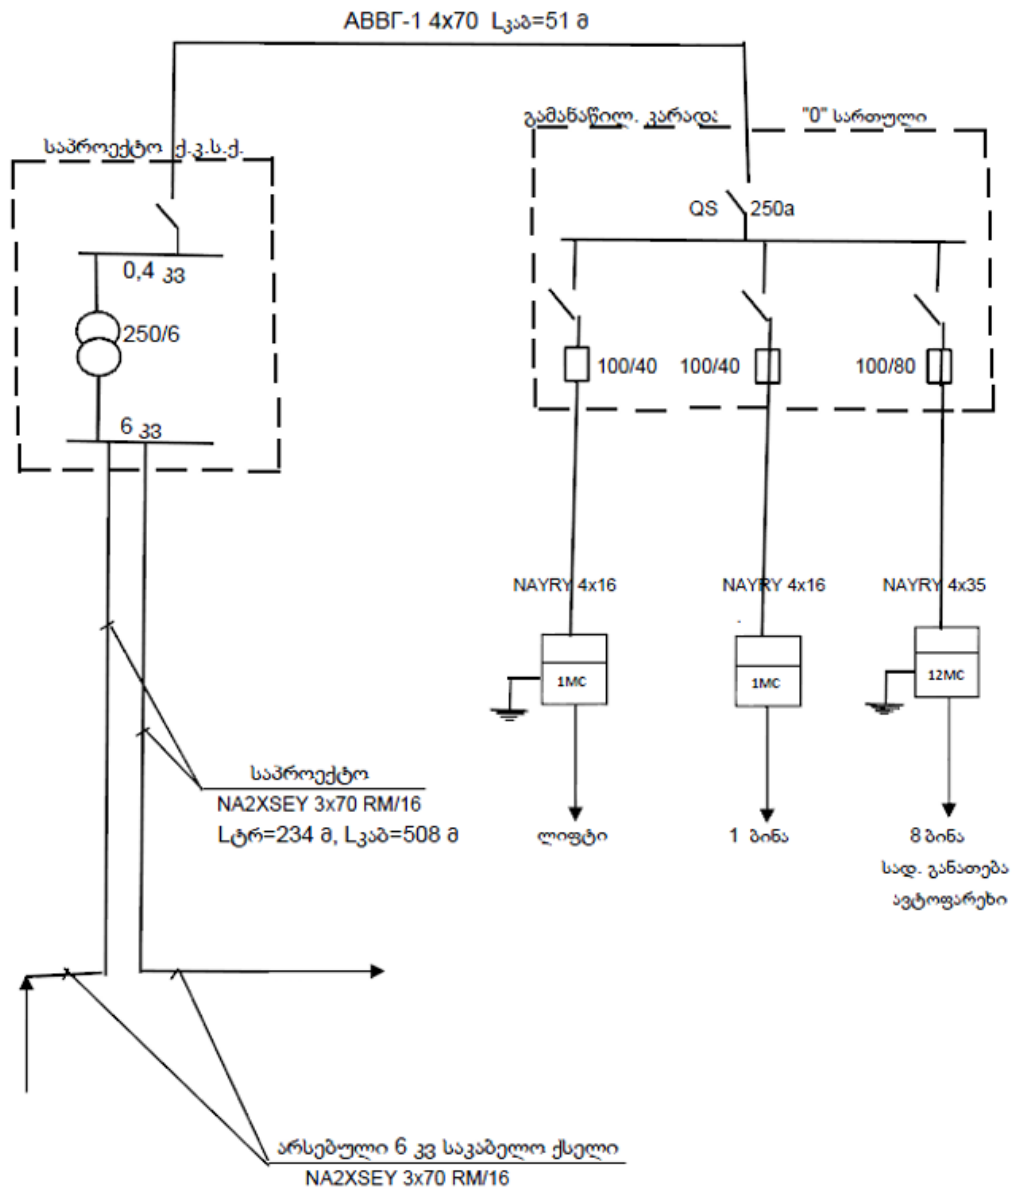 АВВГ-1 4x70 Lკაბ=51 მ
გამანაწილ. კარადა "0" სართული
საპროექტო ქ.კ.ს.ქ.
QS 250a
0,4 კვ
250/6
100/40 100/40 100/80
6 კვ
NAYRY 4x16 NAYRY 4x16 NAYRY 4x35
1MC 1MC 12MC
საპროექტო
NA2XSEY 3x70 RM/16
Lტრ=234 მ, Lკაბ=508 მ
ლიფტი 1 ბინა 8 ბინა
სად. განათება
ავტოფარეხი
არსებული 6 კვ საკაბელო ქსელი
NA2XSEY 3x70 RM/16